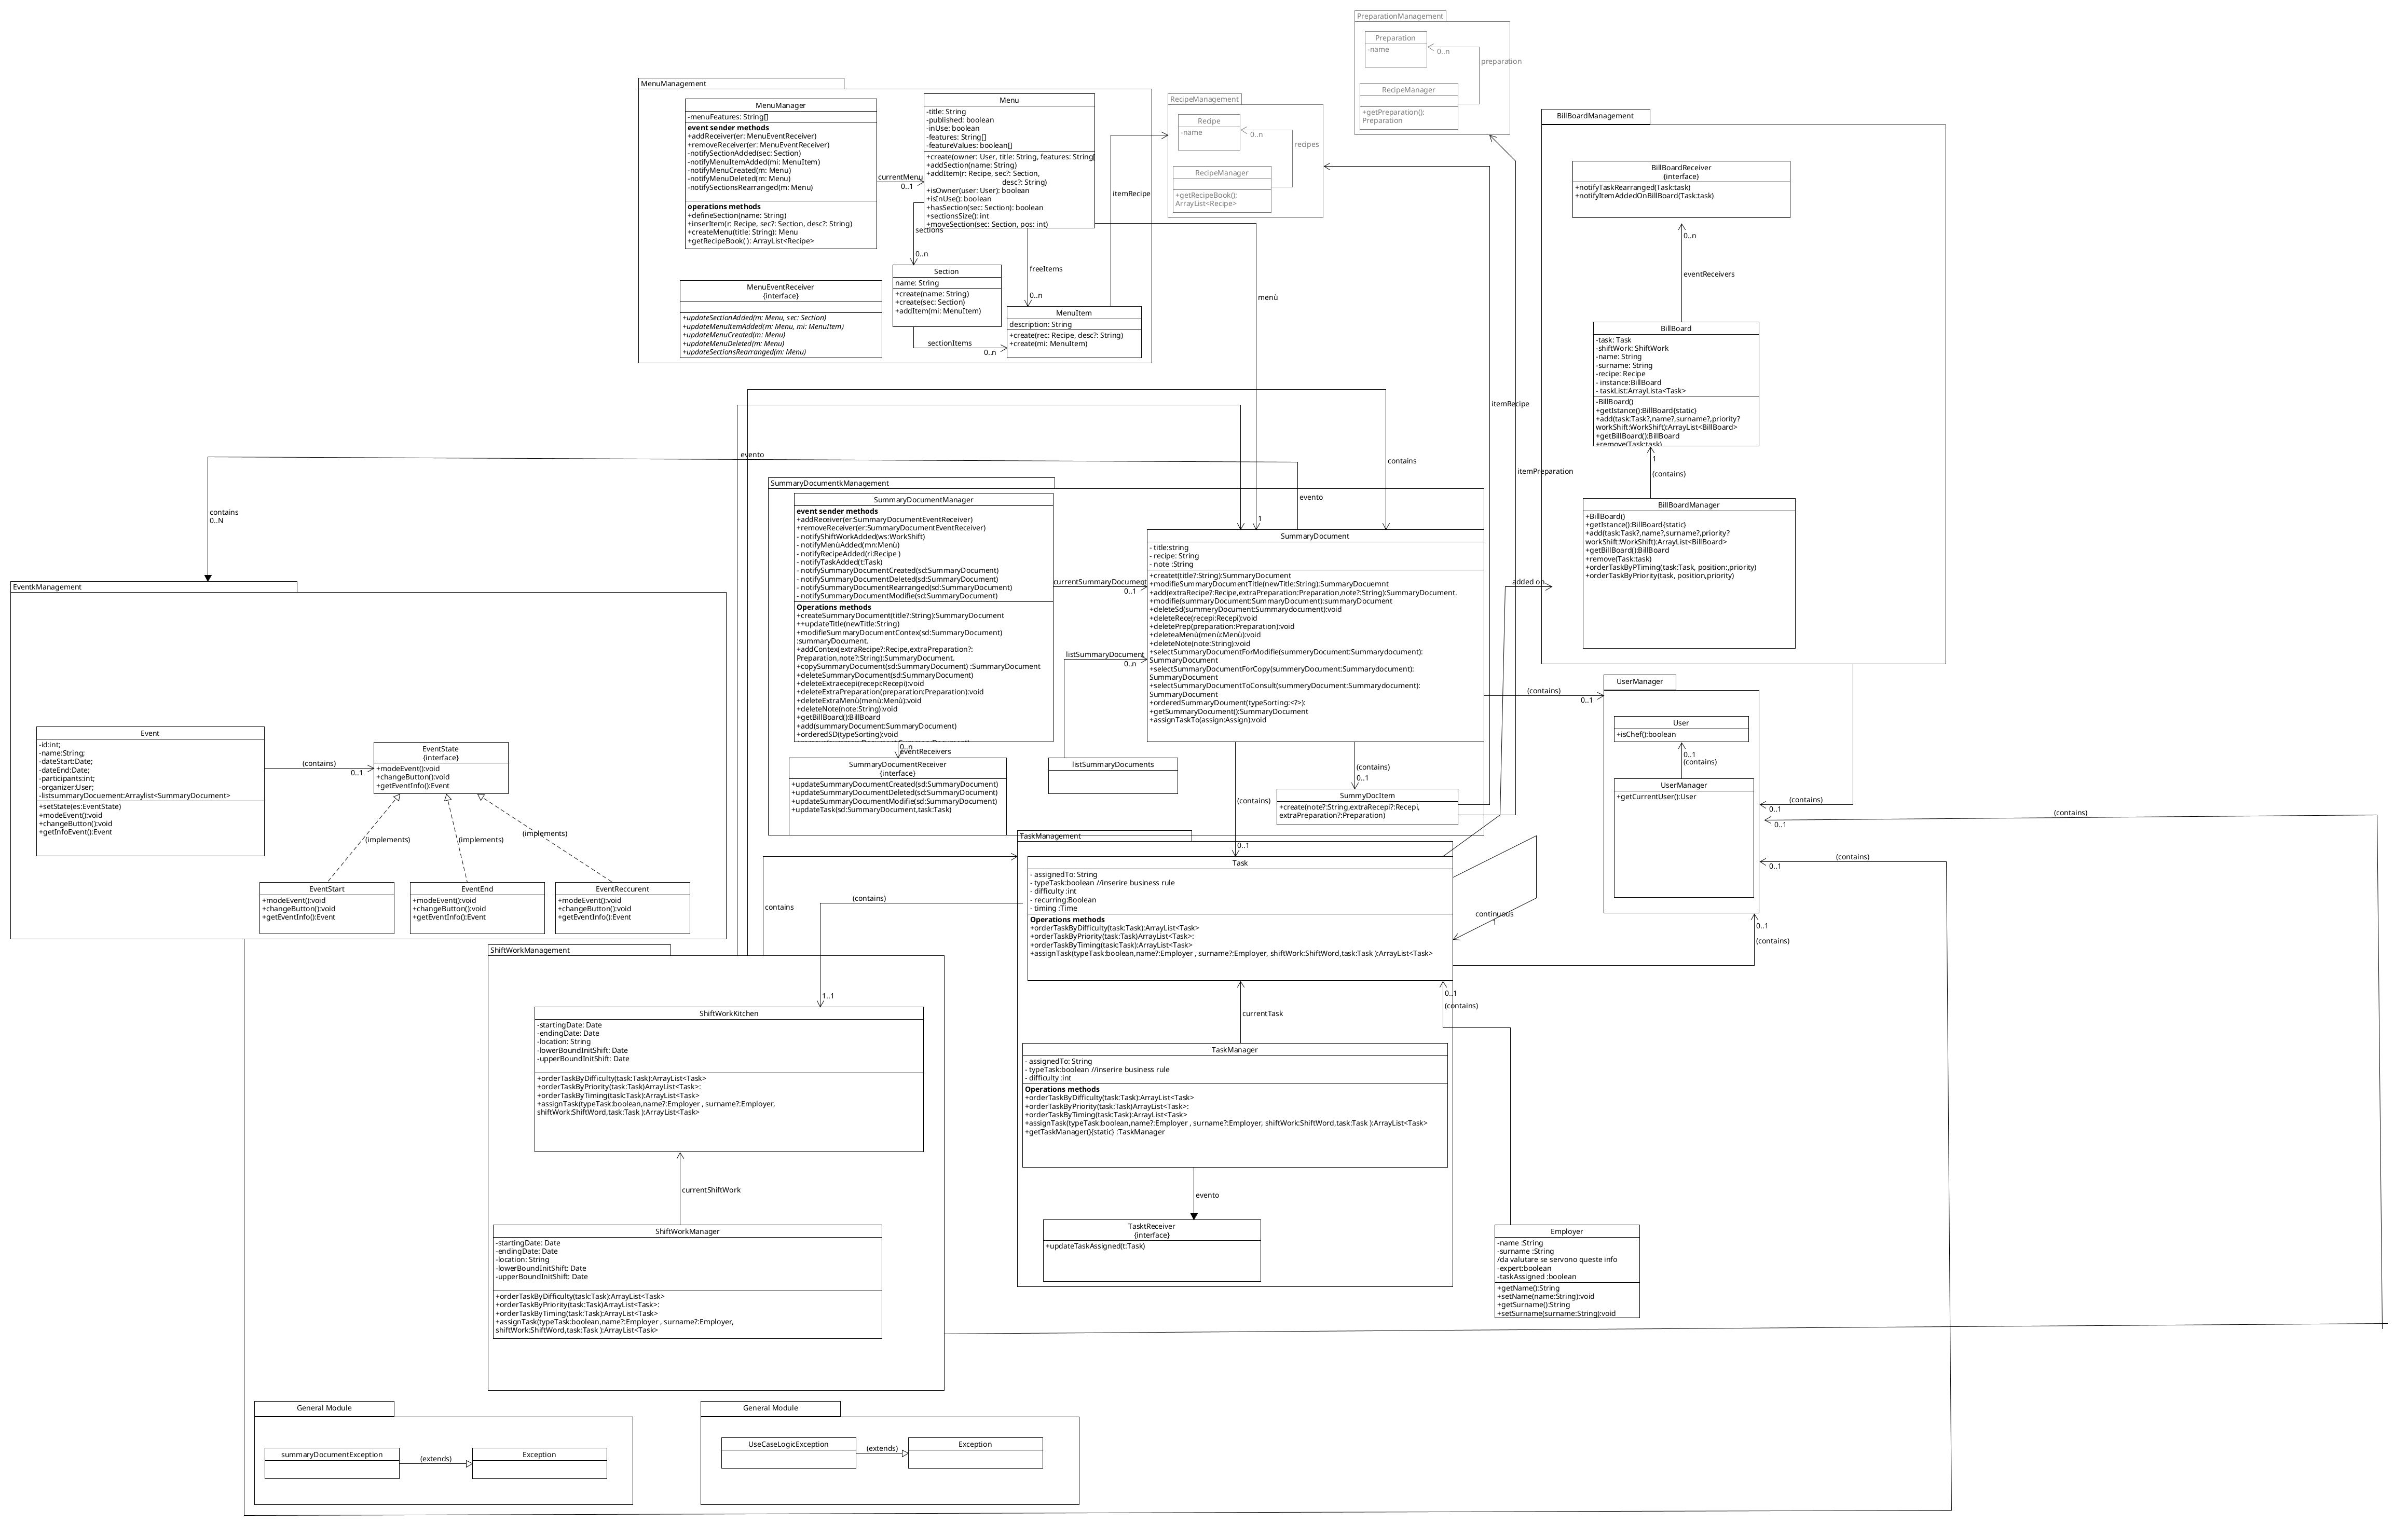 PreparationManagement
Preparation
-name
0..n
preparation
RecipeManager
+getPreparation():
Preparation
MenuManagement
MenuManager
-menuFeatures: String[]
event sender methods
+addReceiver(er: MenuEventReceiver)
+removeReceiver(er: MenuEventReceiver)
-notifySectionAdded(sec: Section)
-notifyMenuItemAdded(mi: MenuItem)
-notifyMenuCreated(m: Menu)
-notifyMenuDeleted(m: Menu)
-notifySectionsRearranged(m: Menu)
operations methods
+defineSection(name: String)
+inserItem(r: Recipe, sec?: Section, desc?: String)
+createMenu(title: String): Menu
+getRecipeBook( ): ArrayList<Recipe>
currentMenu
0..1
Menu
-title: String
-published: boolean
-inUse: boolean
-features: String[]
-featureValues: boolean[]
+create(owner: User, title: String, features: String[
+addSection(name: String)
+addItem(r: Recipe, sec?: Section,
desc?: String)
+isOwner(user: User): boolean
+isInUse(): boolean
+hasSection(sec: Section): boolean
+sectionsSize(): int
+moveSection(sec: Section, pos: int)
sections
0..n
freeItems
0..n
MenuEventReceiver
{interface}
+updateSectionAdded(m: Menu, sec: Section)
+updateMenuItemAdded(m: Menu, mi: MenuItem)
+updateMenuCreated(m: Menu)
+updateMenuDeleted(m: Menu)
+updateSectionsRearranged(m: Menu)
Section
name: String
+create(name: String)
+create(sec: Section)
+addItem(mi: MenuItem)
sectionItems
0..n
MenuItem
description: String
+create(rec: Recipe, desc?: String)
+create(mi: MenuItem)
itemRecipe
RecipeManagement
Recipe
-name
0..n
recipes
RecipeManager
+getRecipeBook():
ArrayList<Recipe>
menù
1
itemRecipe
itemPreparation
BillBoardManagement
BillBoardReceiver
{interface}
+notifyTaskRearranged(Task:task)
+notifyItemAddedOnBillBoard(Task:task)
0..n
eventReceivers
BillBoard
-task: Task
-shiftWork: ShiftWork
-name: String
-surname: String
-recipe: Recipe
- instance:BillBoard
- taskList:ArrayLista<Task>
-BillBoard()
+getIstance():BillBoard{static}
+add(task:Task?,name?,surname?,priority?
workShift:WorkShift):ArrayList<BillBoard>
+getBillBoard():BillBoard
+remove(Task:task)
1
(contains)
BillBoardManager
+BillBoard()
+getIstance():BillBoard{static}
+add(task:Task?,name?,surname?,priority?
workShift:WorkShift):ArrayList<BillBoard>
+getBillBoard():BillBoard
+remove(Task:task)
+orderTaskByPTiming(task:Task, position:,priority)
+orderTaskByPriority(task, position,priority)
evento
contains
evento
contains
0..N
SummaryDocumentkManagement
SummaryDocumentManager
event sender methods
+addReceiver(er:SummaryDocumentEventReceiver)
+removeReceiver(er:SummaryDocumentEventReceiver)
- notifyShiftWorkAdded(ws:WorkShift)
- notifyMenùAdded(mn:Menù)
- notifyRecipeAdded(ri:Recipe )
- notifyTaskAdded(t:Task)
- notifySummaryDocumentCreated(sd:SummaryDocument)
- notifySummaryDocumentDeleted(sd:SummaryDocument)
- notifySummaryDocumentRearranged(sd:SummaryDocument)
- notifySummaryDocumentModifie(sd:SummaryDocument)
Operations methods
+createSummaryDocument(title?:String):SummaryDocument
++updateTitle(newTitle:String)
+modifieSummaryDocumentContex(sd:SummaryDocument)
:summaryDocument.
+addContex(extraRecipe?:Recipe,extraPreparation?:
Preparation,note?:String):SummaryDocument.
+copySummaryDocument(sd:SummaryDocument) :SummaryDocument
+deleteSummaryDocument(sd:SummaryDocument)
+deleteExtraecepi(recepi:Recepi):void
+deleteExtraPreparation(preparation:Preparation):void
+deleteExtraMenù(menù:Menù):void
+deleteNote(note:String):void
+getBillBoard():BillBoard
+add(summaryDocument:SummaryDocument)
+orderedSD(typeSorting):void
currentSummaryDocument
0..1
listSummaryDocument
0..n
SummaryDocument
- title:string
- recipe: String
- note :String
+createt(title?:String):SummaryDocument
+modifieSummaryDocumentTitle(newTitle:String):SummaryDocuemnt
+add(extraRecipe?:Recipe,extraPreparation:Preparation,note?:String):SummaryDocument.
+modifie(summaryDocument:SummaryDocument):summaryDocument
+deleteSd(summeryDocument:Summarydocument):void
+deleteRece(recepi:Recepi):void
+deletePrep(preparation:Preparation):void
+deleteaMenù(menù:Menù):void
+deleteNote(note:String):void
+selectSummaryDocumentForModifie(summeryDocument:Summarydocument):
SummaryDocument
+selectSummaryDocumentForCopy(summeryDocument:Summarydocument):
SummaryDocument
+selectSummaryDocumentToConsult(summeryDocument:Summarydocument):
SummaryDocument
+orderedSummaryDoument(typeSorting:<?>):
+getSummaryDocument():SummaryDocument
+assignTaskTo(assign:Assign):void
added on
(contains)
0..1
0..n
eventReceivers
SummaryDocumentReceiver
{interface}
+updateSummaryDocumentCreated(sd:SummaryDocument)
+updateSummaryDocumentDeleted(sd:SummaryDocument)
+updateSummaryDocumentModifie(sd:SummaryDocument)
+updateTask(sd:SummaryDocument,task:Task)
listSummaryDocuments
(contains)
0..1
SummyDocItem
+create(note?:String,extraRecepi?:Recepi,
extraPreparation?:Preparation)
(contains)
0..1
UserManager
User
+isChef():boolean
0..1
(contains)
UserManager
+getCurrentUser():User
(contains)
0..1
(contains)
0..1
(contains)
0..1
0..1
(contains)
EventkManagement
Event
-id:int;
-name:String;
-dateStart:Date;
-dateEnd:Date;
-participants:int;
-organizer:User;
-listsummaryDocuement:Arraylist<SummaryDocument>
+setState(es:EventState)
+modeEvent():void
+changeButton():void
+getInfoEvent():Event
(contains)
0..1
EventState
{interface}
+modeEvent():void
+changeButton():void
+getEventInfo():Event
(implements)
(implements)
(implements)
EventStart
+modeEvent():void
+changeButton():void
+getEventInfo():Event
EventEnd
+modeEvent():void
+changeButton():void
+getEventInfo():Event
EventReccurent
+modeEvent():void
+changeButton():void
+getEventInfo():Event
TaskManagement
Task
- assignedTo: String
- typeTask:boolean //inserire business rule
- difficulty :int
- recurring:Boolean
- timing :Time
Operations methods
+orderTaskByDifficulty(task:Task):ArrayList<Task>
+orderTaskByPriority(task:Task)ArrayList<Task>:
+orderTaskByTiming(task:Task):ArrayList<Task>
+assignTask(typeTask:boolean,name?:Employer , surname?:Employer, shiftWork:ShiftWord,task:Task ):ArrayList<Task>
continuous
1
contains
(contains)
1..1
currentTask
0..1
(contains)
TaskManager
- assignedTo: String
- typeTask:boolean //inserire business rule
- difficulty :int
Operations methods
+orderTaskByDifficulty(task:Task):ArrayList<Task>
+orderTaskByPriority(task:Task)ArrayList<Task>:
+orderTaskByTiming(task:Task):ArrayList<Task>
+assignTask(typeTask:boolean,name?:Employer , surname?:Employer, shiftWork:ShiftWord,task:Task ):ArrayList<Task>
+getTaskManager(){static} :TaskManager
evento
TasktReceiver
{interface}
+updateTaskAssigned(t:Task)
Employer
-name :String
-surname :String
/da valutare se servono queste info
-expert:boolean
-taskAssigned :boolean
+getName():String
+setName(name:String):void
+getSurname():String
+setSurname(surname:String):void
ShiftWorkManagement
ShiftWorkKitchen
-startingDate: Date
-endingDate: Date
-location: String
-lowerBoundInitShift: Date
-upperBoundInitShift: Date
+orderTaskByDifficulty(task:Task):ArrayList<Task>
+orderTaskByPriority(task:Task)ArrayList<Task>:
+orderTaskByTiming(task:Task):ArrayList<Task>
+assignTask(typeTask:boolean,name?:Employer , surname?:Employer,
shiftWork:ShiftWord,task:Task ):ArrayList<Task>
currentShiftWork
ShiftWorkManager
-startingDate: Date
-endingDate: Date
-location: String
-lowerBoundInitShift: Date
-upperBoundInitShift: Date
+orderTaskByDifficulty(task:Task):ArrayList<Task>
+orderTaskByPriority(task:Task)ArrayList<Task>:
+orderTaskByTiming(task:Task):ArrayList<Task>
+assignTask(typeTask:boolean,name?:Employer , surname?:Employer,
shiftWork:ShiftWord,task:Task ):ArrayList<Task>
General Module
summaryDocumentException
(extends)
Exception
General Module
UseCaseLogicException
(extends)
Exception